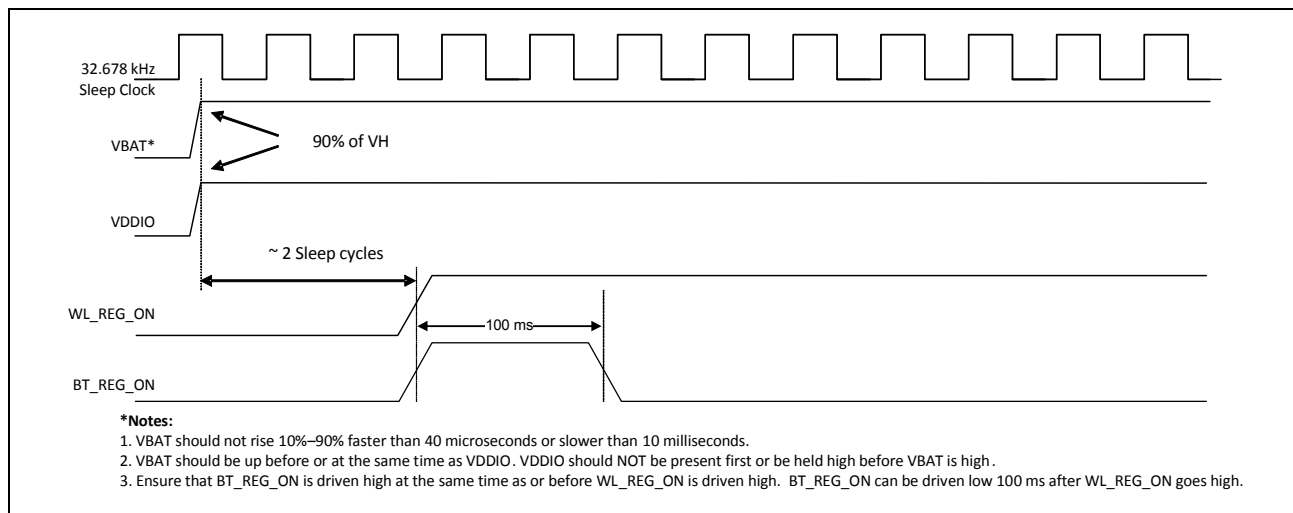 32.678 kHz
Sleep Clock
VBAT*
90% of VH
VDDIO
~ 2 Sleep cycles
WL_REG_ON
100 ms
BT_REG_ON
*Notes:
1. VBAT should not rise 10%–90% faster than 40 microseconds or slower than 10 milliseconds.
2. VBAT should be up before or at the same time as VDDIO. VDDIO should NOT be present first or be held high before VBAT is high.
3. Ensure that BT_REG_ON is driven high at the same time as or before WL_REG_ON is driven high. BT_REG_ON can be driven low 100 ms after WL_REG_ON goes high.